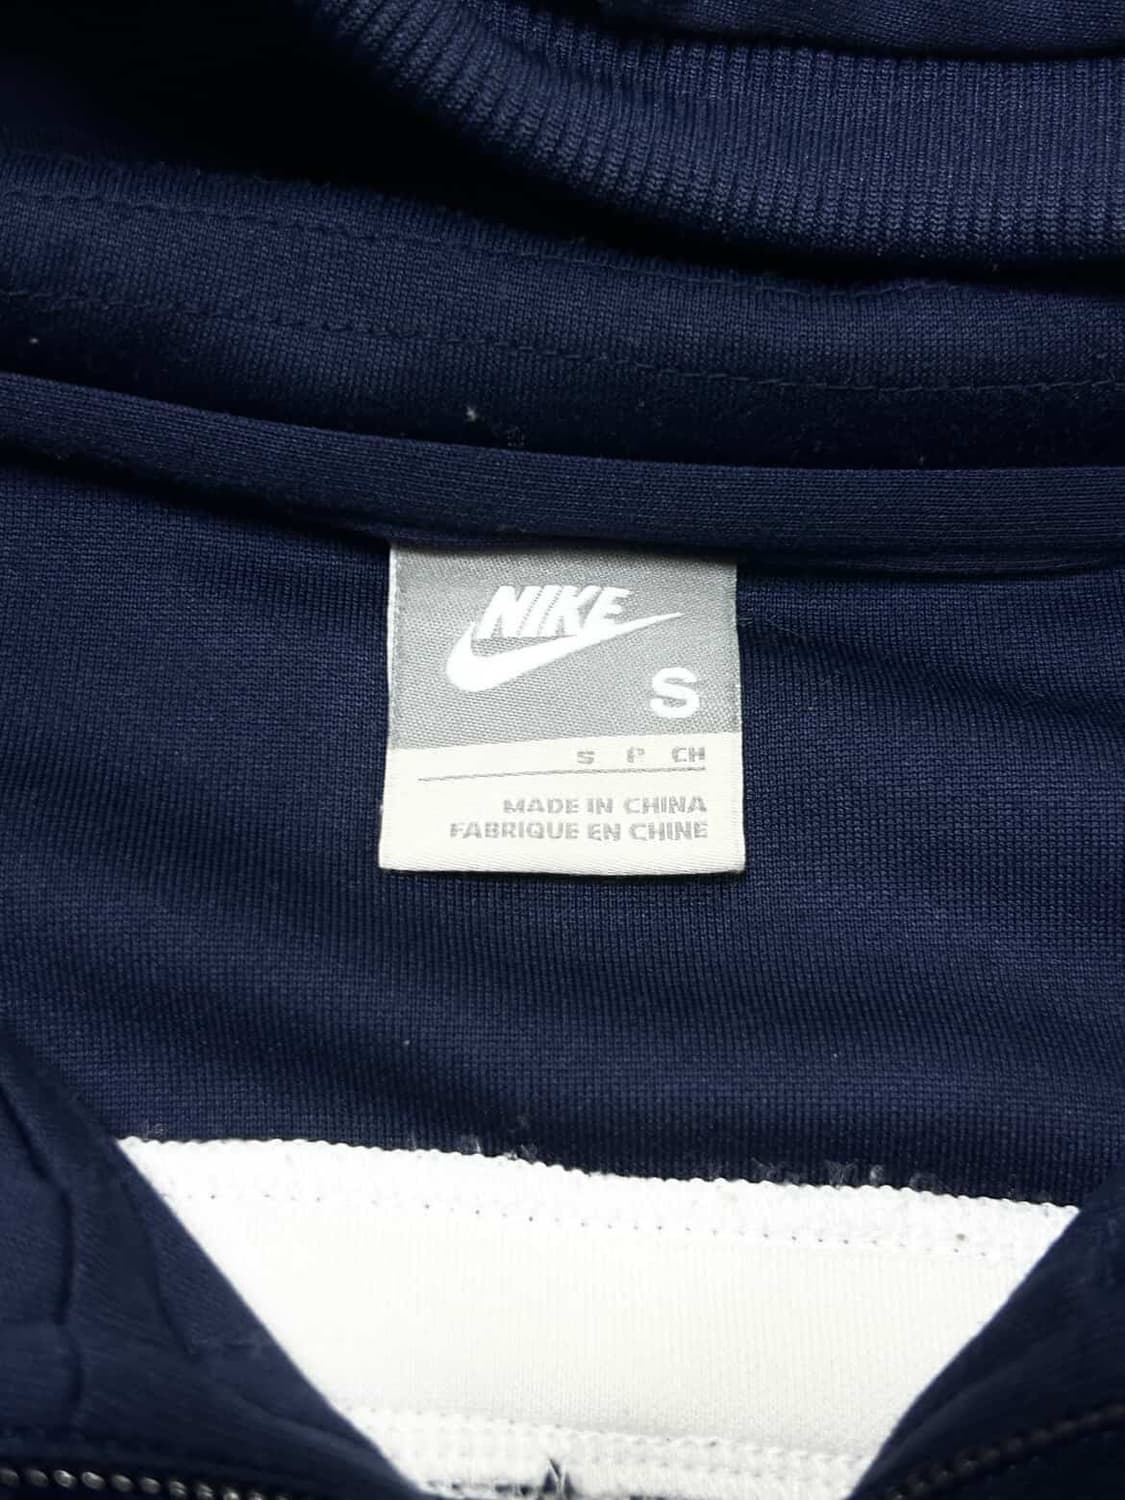 NIKE
S
S P CH
MADE IN CHINA
FABRIQUE EN CHINE